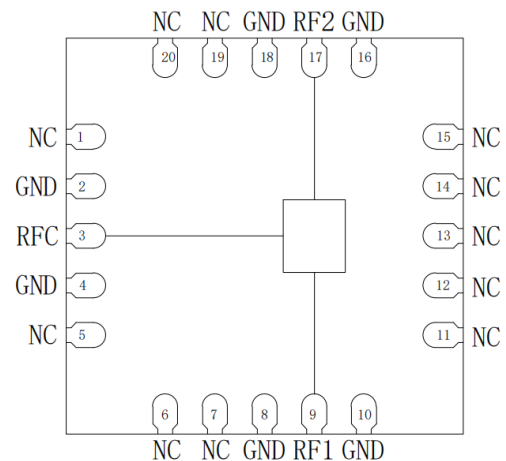 NC NC GND RF2 GND
20 19 18 17 16
NC 1 15 NC
GND 2 14 NC
RFC 3 13 NC
GND 4 12 NC
NC 5 11 NC
6 7 8 9 10
NC NC GND RF1 GND